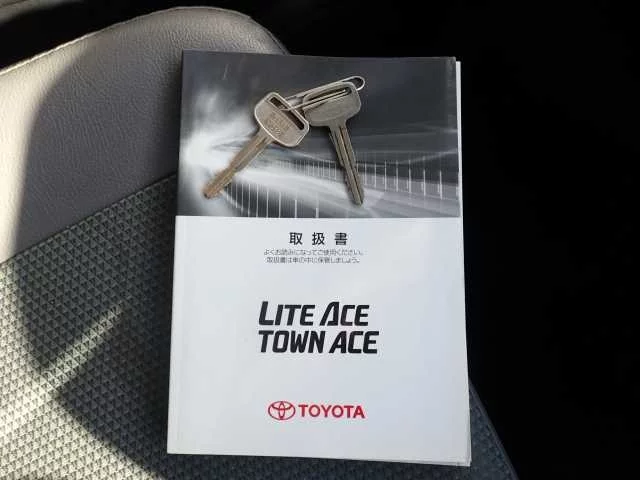 取扱書
よくお読みになってご使用ください。
取扱書は車の中に保管しましょう。
LITE ACE
TOWN ACE
TOYOTA